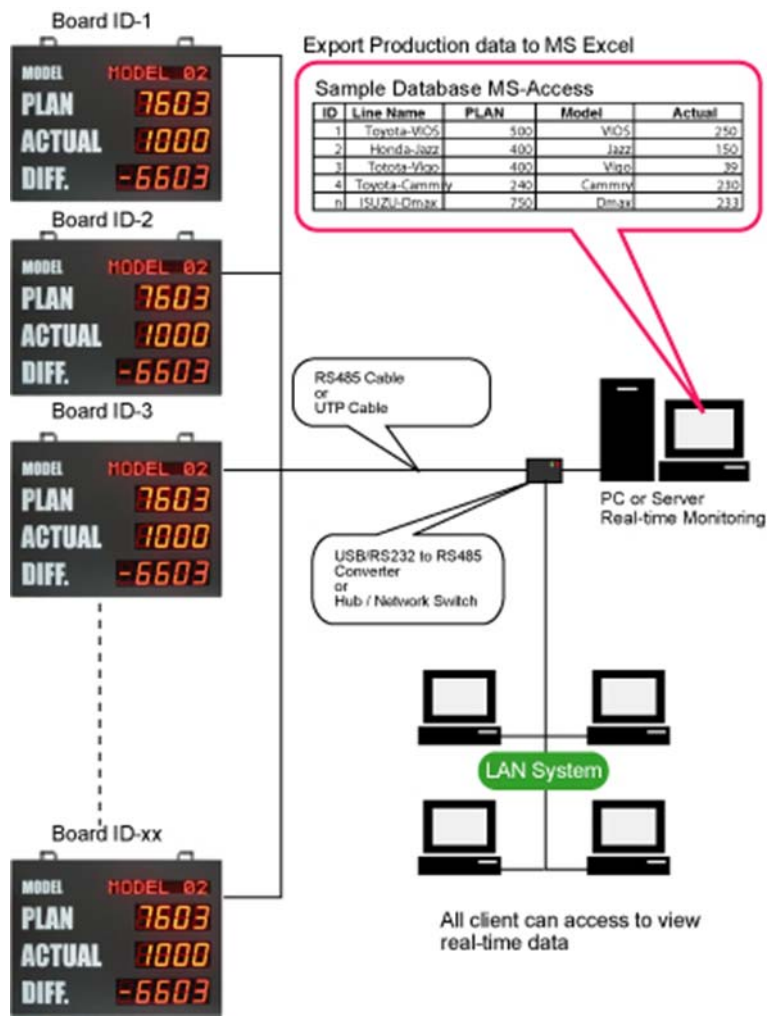 Board ID-1
MODEL MODEL 02
PLAN 7603
ACTUAL 1000
DIFF. -6603
Board ID-2
MODEL MODEL 02
PLAN 7603
ACTUAL 1000
DIFF. -6603
Board ID-3
MODEL MODEL 02
PLAN 7603
ACTUAL 1000
DIFF. -6603
Board ID-xx
MODEL MODEL 02
PLAN 7603
ACTUAL 1000
DIFF. -6603
Export Production data to MS Excel
Sample Database MS-Access
ID Line Name PLAN Model Actual
1 Toyota-VIOS 500 VIOS 250
2 Honda-Jazz 400 Jazz 150
3 Totota-Vigo 400 Vigo 39
4 Toyota-Cammry 240 Cammry 230
n ISUZU-Dmax 750 Dmax 233
RS485 Cable
or
UTP Cable
PC or Server
Real-time Monitoring
USB/RS232 to RS485
Converter
or
Hub / Network Switch
LAN System
All client can access to view
real-time data